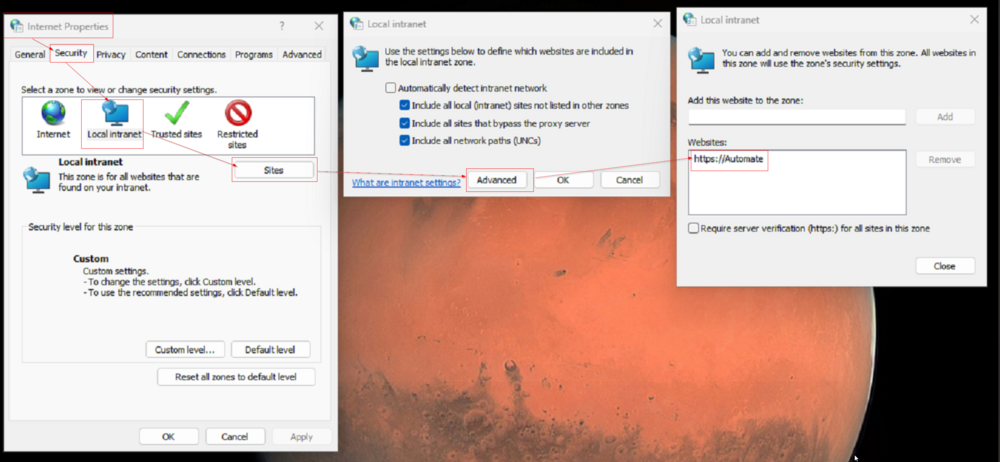 Internet Properties
General Security Privacy Content Connections Programs Advanced
Select a zone to view or change security settings.
Internet
Local intranet
Trusted sites
Restricted
sites
Local intranet
This zone is for all websites that are
found on your intranet.
Sites
Security level for this zone
Custom
Custom settings.
- To change the settings, click Custom level.
- To use the recommended settings, click Default level.
Custom level...
Default level
Reset all zones to default level
OK
Cancel
Apply
Local intranet
Use the settings below to define which websites are included in
the local intranet zone.
Automatically detect intranet network
Include all local (intranet) sites not listed in other zones
Include all sites that bypass the proxy server
Include all network paths (UNCs)
What are intranet settings?
Advanced
OK
Cancel
Local intranet
You can add and remove websites from this zone. All websites in
this zone will use the zone's security settings.
Add this website to the zone:
Add
Websites:
https://Automate
Remove
Require server verification (https:) for all sites in this zone
Close